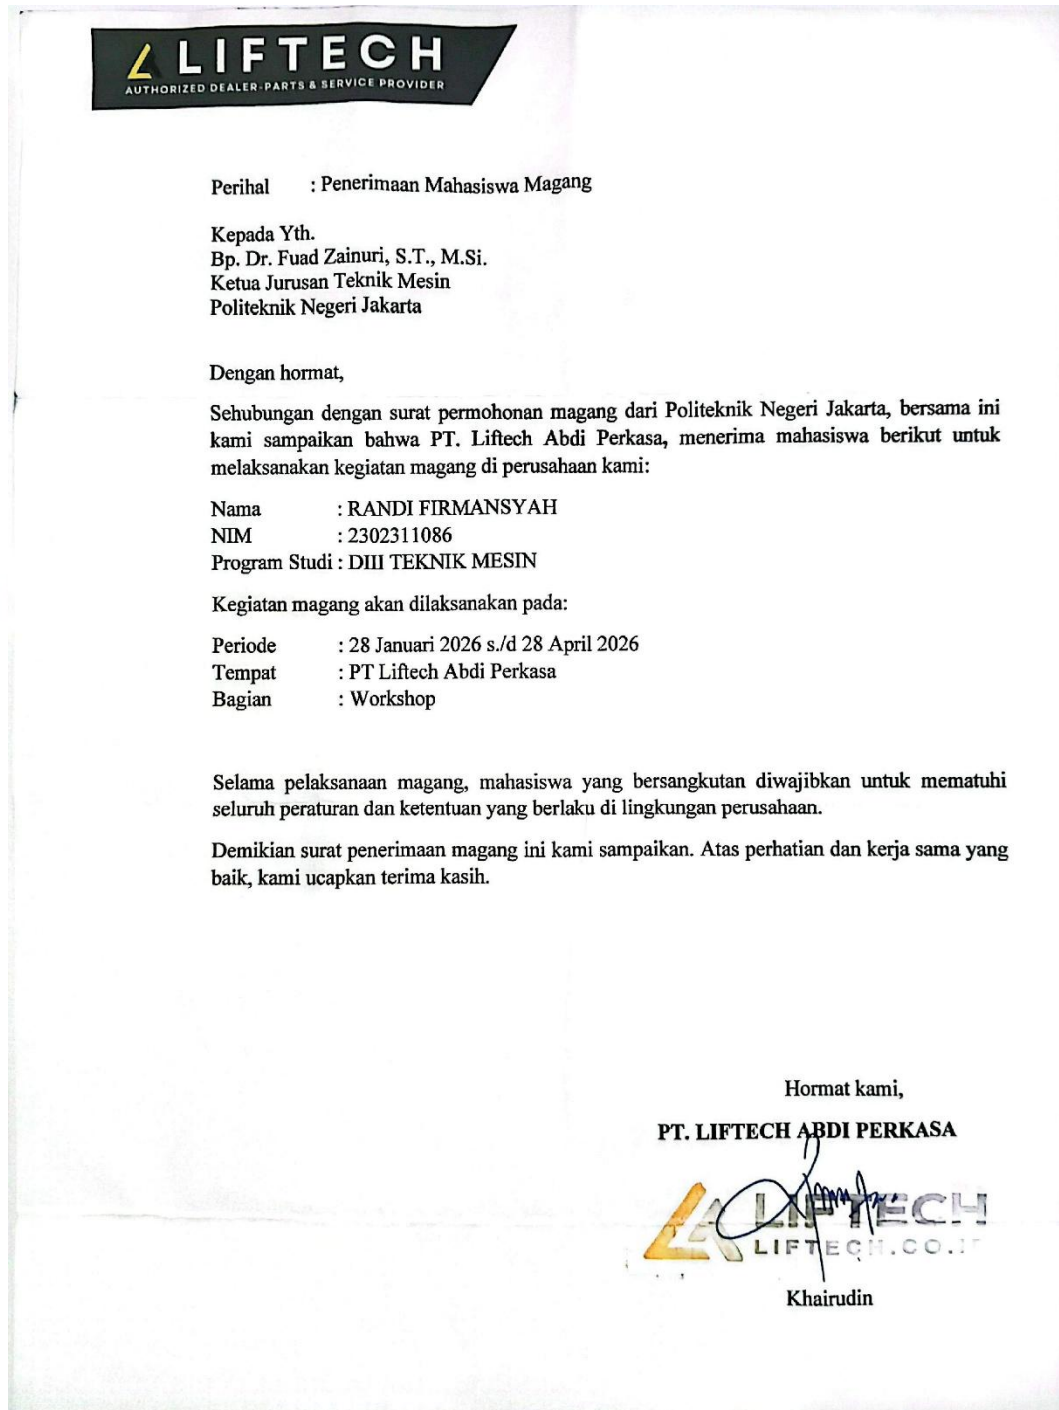 LIFTECH
AUTHORIZED DEALER-PARTS & SERVICE PROVIDER
Perihal : Penerimaan Mahasiswa Magang
Kepada Yth.
Bp. Dr. Fuad Zainuri, S.T., M.Si.
Ketua Jurusan Teknik Mesin
Politeknik Negeri Jakarta
Dengan hormat,
Sehubungan dengan surat permohonan magang dari Politeknik Negeri Jakarta, bersama ini
kami sampaikan bahwa PT. Liftech Abdi Perkasa, menerima mahasiswa berikut untuk
melaksanakan kegiatan magang di perusahaan kami:
Nama : RANDI FIRMANSYAH
NIM : 2302311086
Program Studi : DIII TEKNIK MESIN
Kegiatan magang akan dilaksanakan pada:
Periode : 28 Januari 2026 s./d 28 April 2026
Tempat : PT Liftech Abdi Perkasa
Bagian : Workshop
Selama pelaksanaan magang, mahasiswa yang bersangkutan diwajibkan untuk mematuhi
seluruh peraturan dan ketentuan yang berlaku di lingkungan perusahaan.
Demikian surat penerimaan magang ini kami sampaikan. Atas perhatian dan kerja sama yang
baik, kami ucapkan terima kasih.
Hormat kami,
PT. LIFTECH ABDI PERKASA
LIFTECH
Khairudin